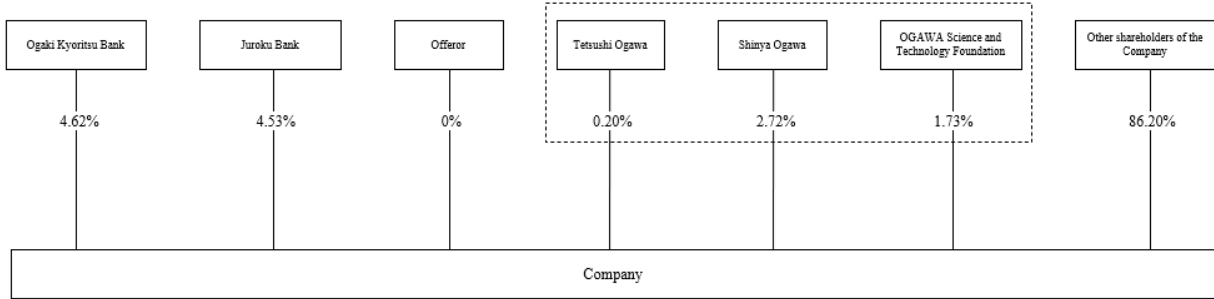 Ogaki Kyoritsu Bank
Juroku Bank
Offeror
Tetsushi Ogawa
Shinya Ogawa
OGAWA Science and
Technology Foundation
Other shareholders of the
Company
4.62%
4.53%
0%
0.20%
2.72%
1.73%
86.20%
Company